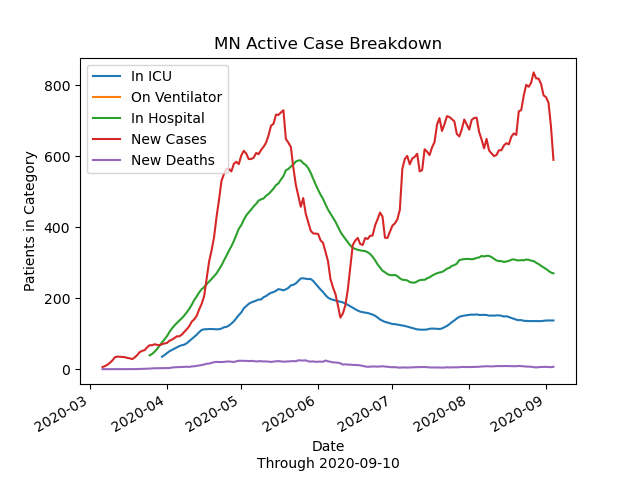 MN Active Case Breakdown
In ICU
On Ventilator
In Hospital
New Cases
New Deaths
Patients in Category
800
600
400
200
0
2020-03
2020-04
2020-05
2020-06
2020-07
2020-08
2020-09
Date
Through 2020-09-10